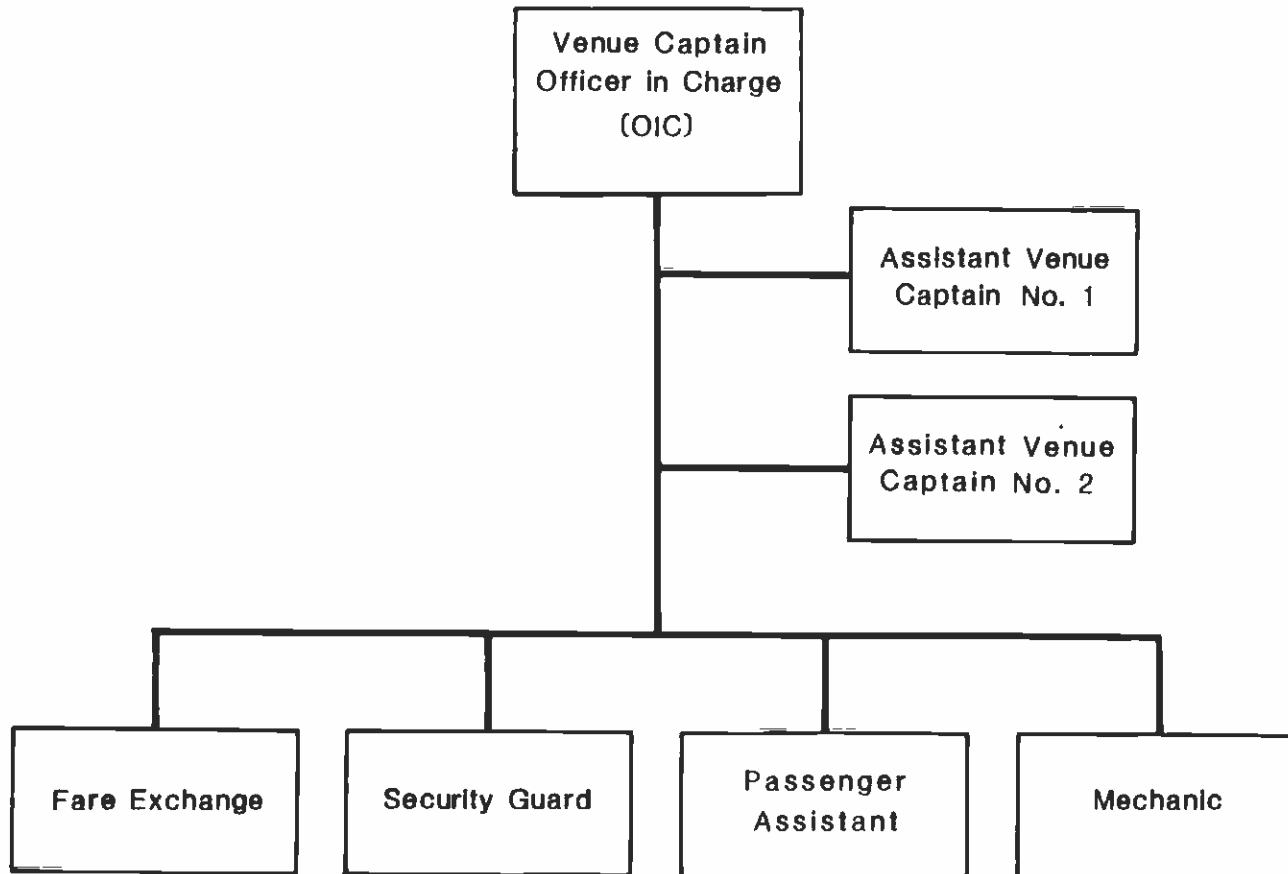 Venue Captain
Officer in Charge
(OIC)
Assistant Venue
Captain No. 1
Assistant Venue
Captain No. 2
Fare Exchange
Security Guard
Passenger
Assistant
Mechanic